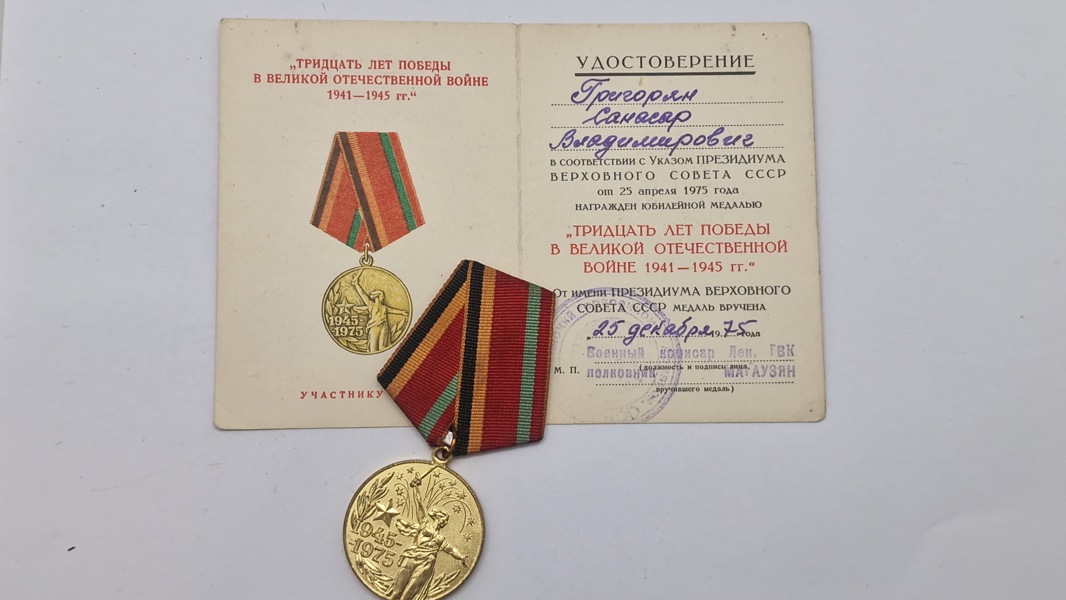 „ТРИДЦАТЬ ЛЕТ ПОБЕДЫ
В ВЕЛИКОЙ ОТЕЧЕСТВЕННОЙ ВОЙНЕ
1941—1945 гг.“
1945-
1975
УЧАСТНИКУ
УДОСТОВЕРЕНИЕ
Григорян
Санасар
Владимирович
в соответствии с Указом ПРЕЗИДИУМА
ВЕРХОВНОГО СОВЕТА СССР
от 25 апреля 1975 года
НАГРАЖДЕН ЮБИЛЕЙНОЙ МЕДАЛЬЮ
„ТРИДЦАТЬ ЛЕТ ПОБЕДЫ
В ВЕЛИКОЙ ОТЕЧЕСТВЕННОЙ
ВОЙНЕ 1941—1945 гг.“
От имени ПРЕЗИДИУМА ВЕРХОВНОГО
СОВЕТА СССР МЕДАЛЬ ВРУЧЕНА
„25 декабря 1975 года
Военный комисар Лен. ГВК
М. П. (должность и подпись лица,
полковник МАГАУЗЯН
вручившего медаль)
1945-
-1975